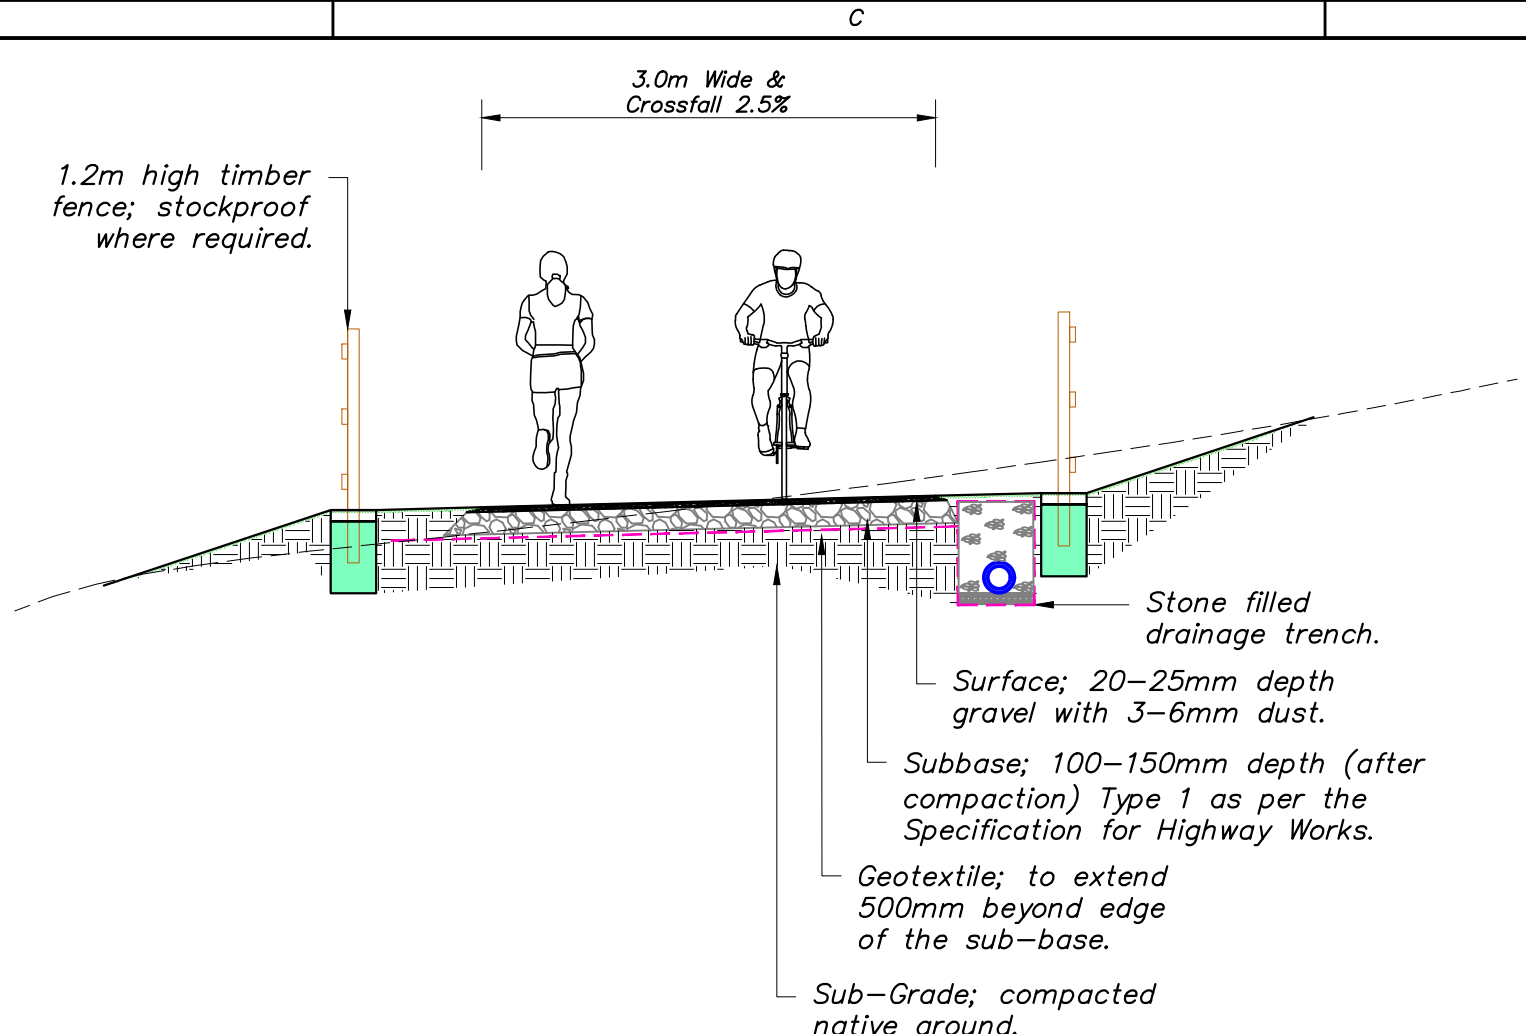 C
3.0m Wide &
Crossfall 2.5%
1.2m high timber
fence; stockproof
where required.
Stone filled
drainage trench.
Surface; 20-25mm depth
gravel with 3-6mm dust.
Subbase; 100-150mm depth (after
compaction) Type 1 as per the
Specification for Highway Works.
Geotextile; to extend
500mm beyond edge
of the sub-base.
Sub-Grade; compacted
native ground.